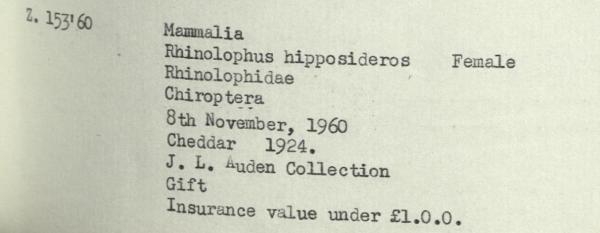 Z. 153'60
Mammalia
Rhinolophus hipposideros Female
Rhinolophidae
Chiroptera
8th November, 1960
Cheddar 1924.
J. L. Auden Collection
Gift
Insurance value under £1.0.0.